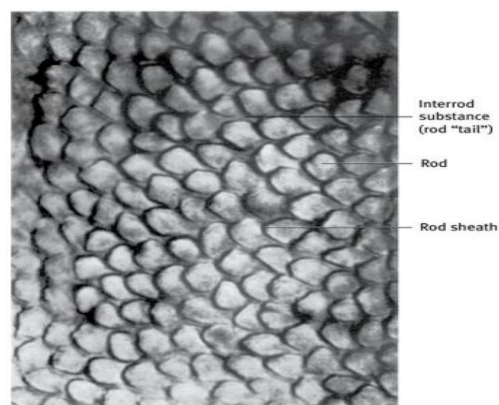 Interrod
substance
(rod “tail”)
Rod
Rod sheath